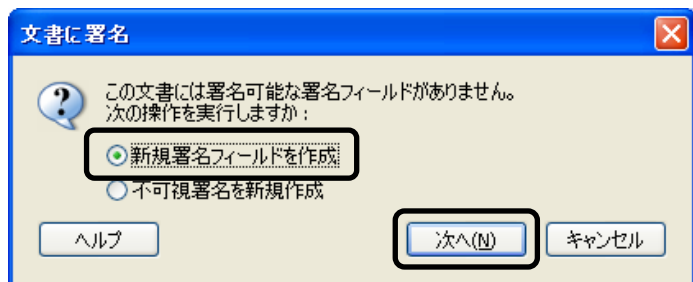 文書に署名
この文書には署名可能な署名フィールドがありません。
次の操作を実行しますか：
新規署名フィールドを作成
不可視署名を新規作成
ヘルプ
次へ(N)
キャンセル